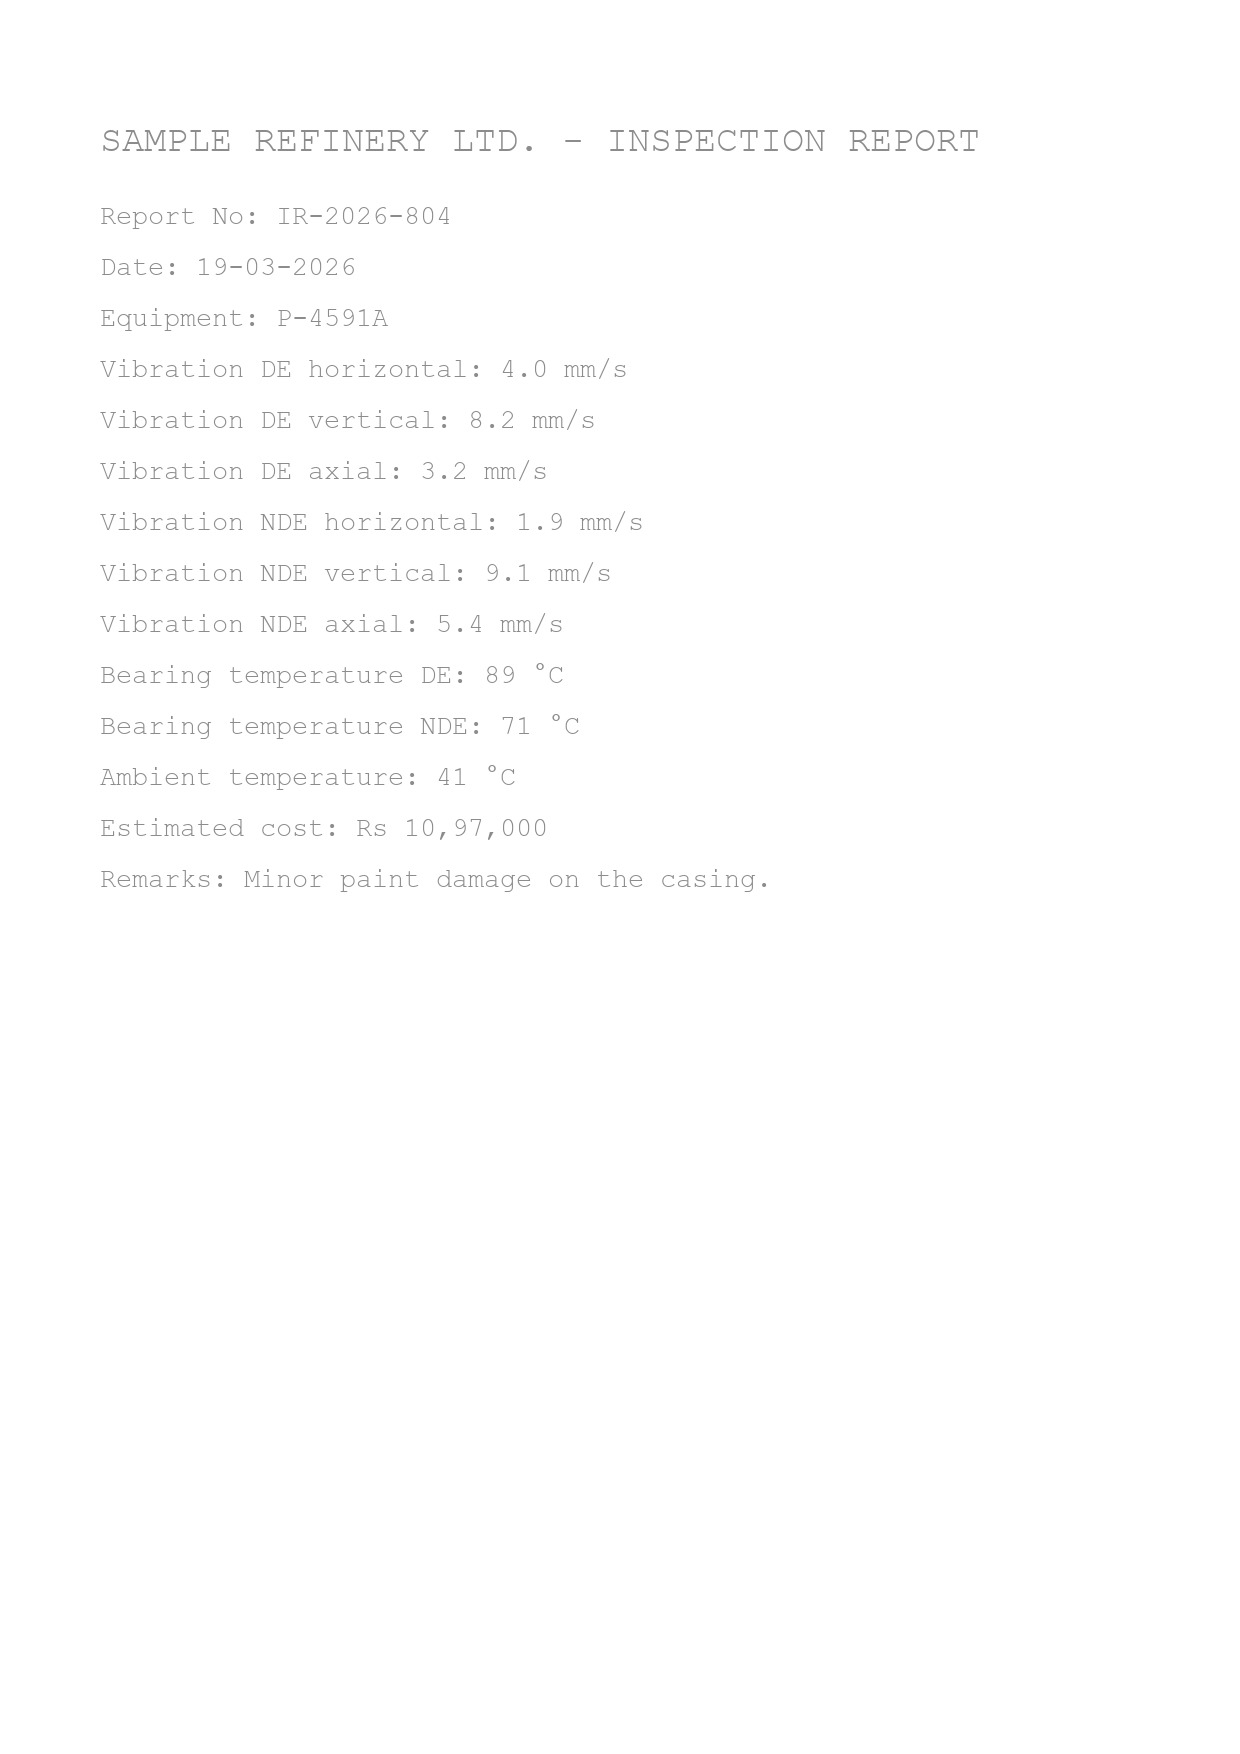 SAMPLE REFINERY LTD. – INSPECTION REPORT
Report No: IR-2026-804
Date: 19-03-2026
Equipment: P-4591A
Vibration DE horizontal: 4.0 mm/s
Vibration DE vertical: 8.2 mm/s
Vibration DE axial: 3.2 mm/s
Vibration NDE horizontal: 1.9 mm/s
Vibration NDE vertical: 9.1 mm/s
Vibration NDE axial: 5.4 mm/s
Bearing temperature DE: 89 °C
Bearing temperature NDE: 71 °C
Ambient temperature: 41 °C
Estimated cost: Rs 10,97,000
Remarks: Minor paint damage on the casing.